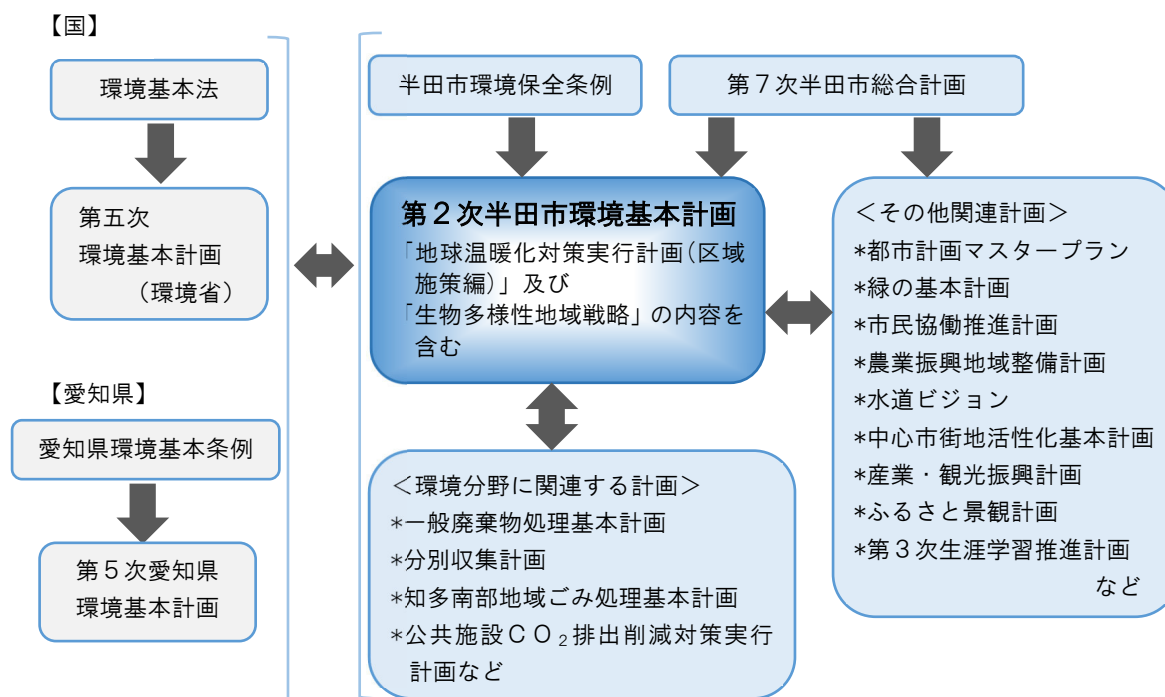 【国】
環境基本法
第五次
環境基本計画
（環境省）
【愛知県】
愛知県環境基本条例
第５次愛知県
環境基本計画
半田市環境保全条例
第７次半田市総合計画
第２次半田市環境基本計画
「地球温暖化対策実行計画（区域
施策編）」及び
「生物多様性地域戦略」の内容を
含む
＜環境分野に関連する計画＞
*一般廃棄物処理基本計画
*分別収集計画
*知多南部地域ごみ処理基本計画
*公共施設ＣＯ₂排出削減対策実行
計画など
＜その他関連計画＞
*都市計画マスタープラン
*緑の基本計画
*市民協働推進計画
*農業振興地域整備計画
*水道ビジョン
*中心市街地活性化基本計画
*産業・観光振興計画
*ふるさと景観計画
*第３次生涯学習推進計画
など